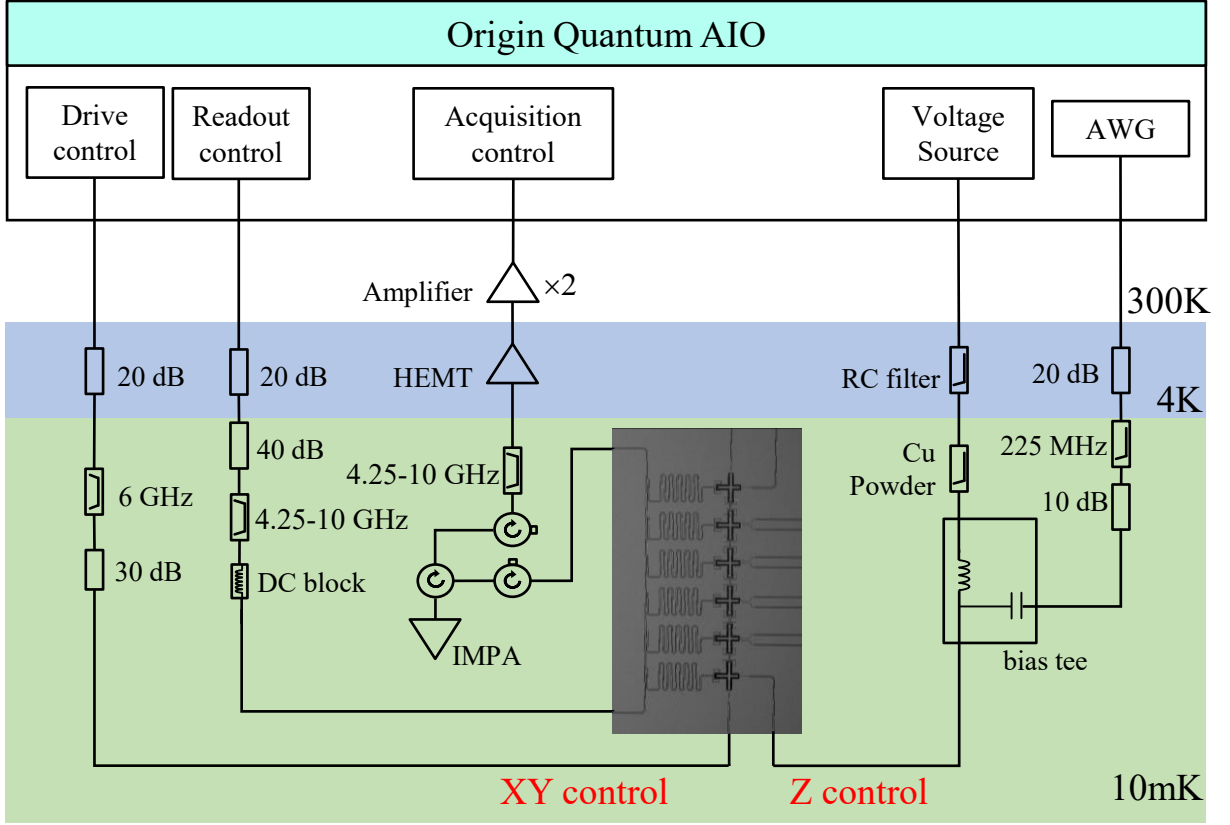 Origin Quantum AIO
Drive
control
Readout
control
Acquisition
control
Voltage
Source
AWG
Amplifier
×2
300K
20 dB
20 dB
HEMT
RC filter
20 dB
4K
40 dB
4.25-10 GHz
Cu
Powder
225 MHz
6 GHz
4.25-10 GHz
10 dB
30 dB
DC block
IMPA
bias tee
XY control
Z control
10mK